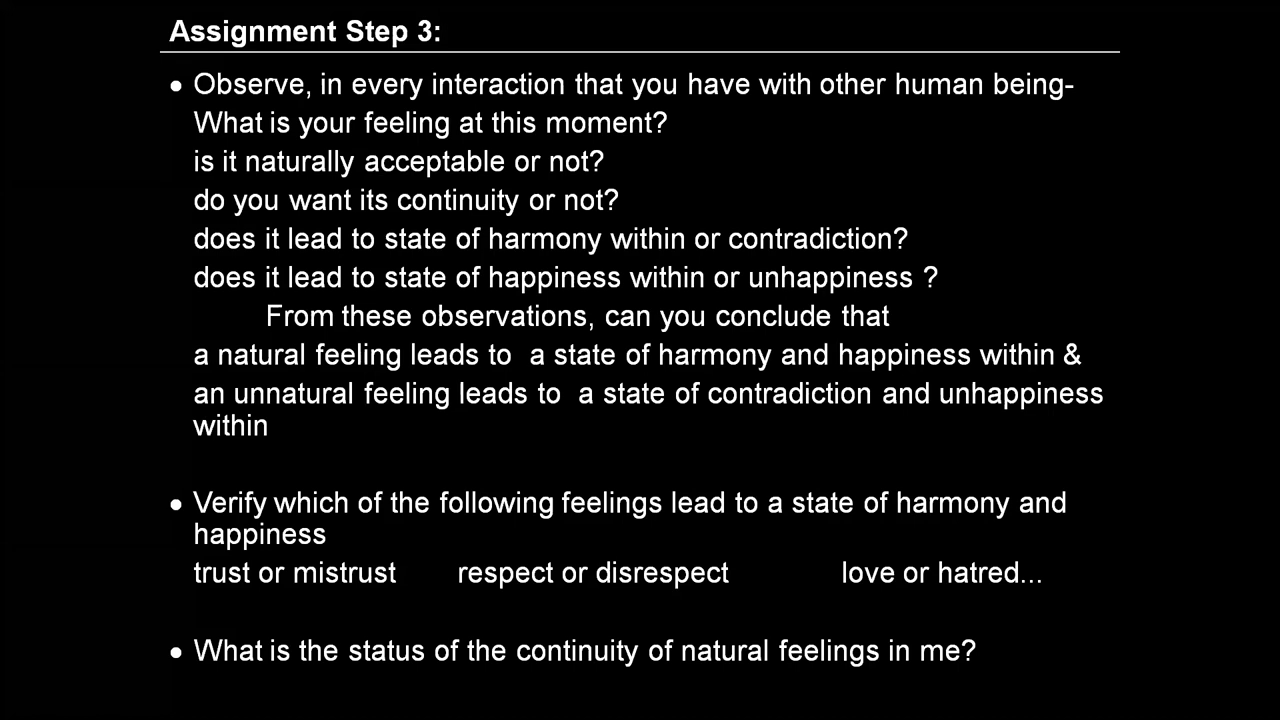 Assignment Step 3:
• Observe, in every interaction that you have with other human being-
What is your feeling at this moment?
is it naturally acceptable or not?
do you want its continuity or not?
does it lead to state of harmony within or contradiction?
does it lead to state of happiness within or unhappiness ?
From these observations, can you conclude that
a natural feeling leads to a state of harmony and happiness within &
an unnatural feeling leads to a state of contradiction and unhappiness
within
• Verify which of the following feelings lead to a state of harmony and
happiness
trust or mistrust respect or disrespect love or hatred...
• What is the status of the continuity of natural feelings in me?